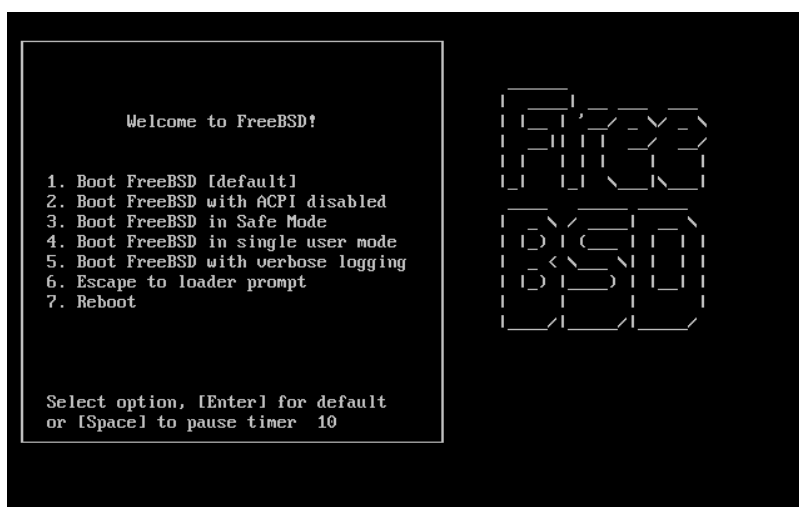 Welcome to FreeBSD!
1. Boot FreeBSD [default]
2. Boot FreeBSD with ACPI disabled
3. Boot FreeBSD in Safe Mode
4. Boot FreeBSD in single user mode
5. Boot FreeBSD with verbose logging
6. Escape to loader prompt
7. Reboot
Select option, [Enter] for default
or [Space] to pause timer  10
Free
BSD